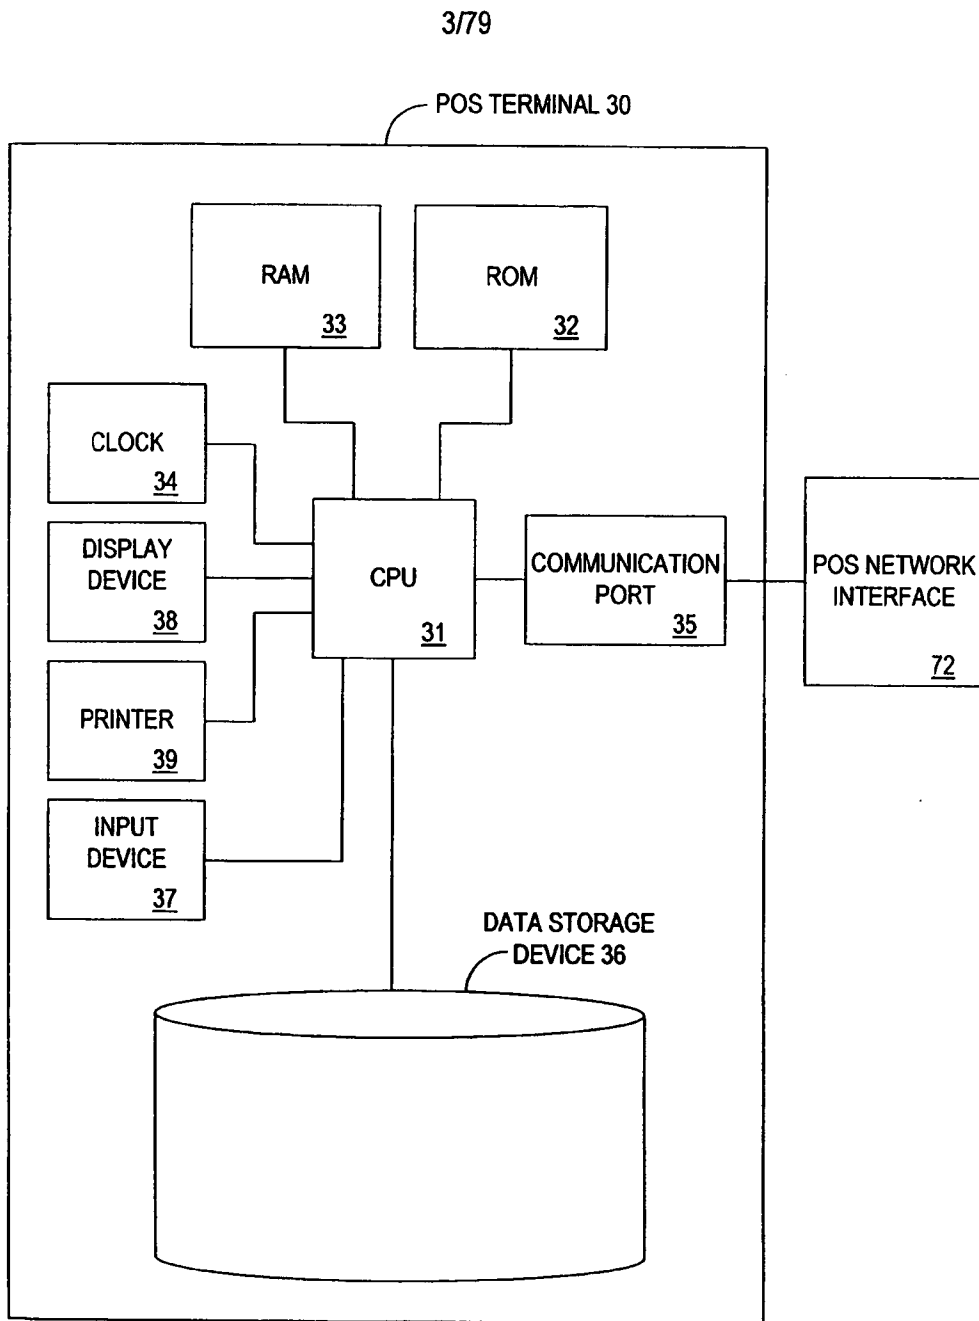 3/79
POS TERMINAL 30
RAM
33
ROM
32
CLOCK
34
DISPLAY
DEVICE
38
CPU
31
COMMUNICATION
PORT
35
POS NETWORK
INTERFACE
72
PRINTER
39
INPUT
DEVICE
37
DATA STORAGE
DEVICE 36